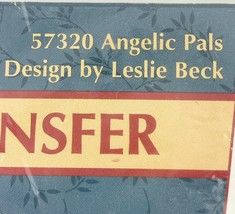 57320 Angelic Pals
Design by Leslie Beck
NSFER